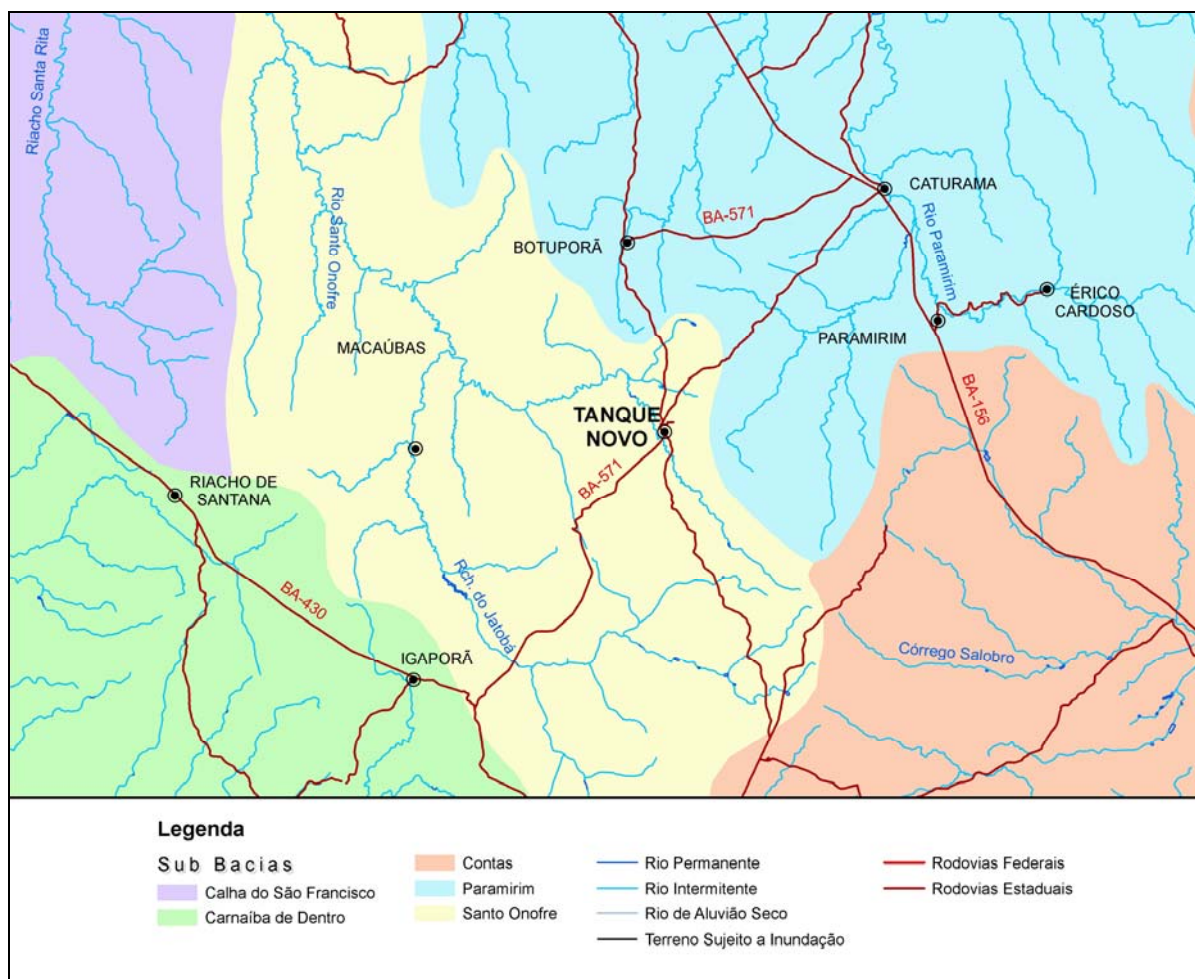 Riacho Santa Rita
Rio Santo Onofre
CATURAMA
BA-571
Rio Paramirim
BOTUPORÃ
ÉRICO
CARDOSO
PARAMIRIM
MACAÚBAS
BA-156
TANQUE
NOVO
BA-571
RIACHO DE
SANTANA
Rch. do Jatobá
BA-430
IGAPORÃ
Córrego Salobro
Legenda
Sub Bacias
Calha do São Francisco
Carnaíba de Dentro
Contas
Paramirim
Santo Onofre
Rio Permanente
Rio Intermitente
Rio de Aluvião Seco
Terreno Sujeito a Inundação
Rodovias Federais
Rodovias Estaduais